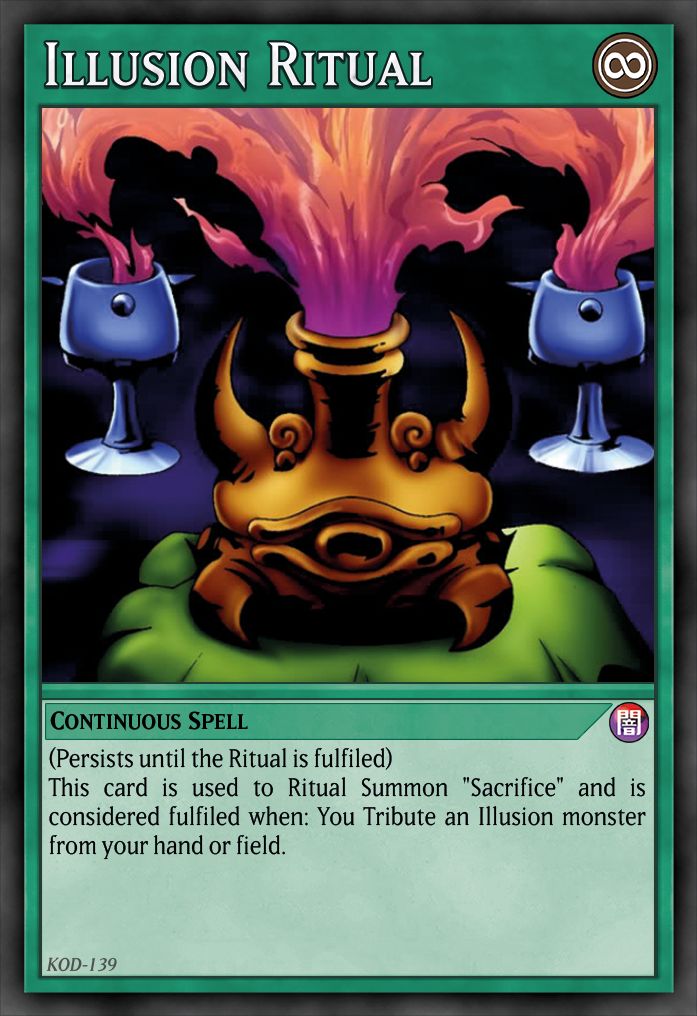 Illusion Ritual
Continuous Spell
闇
(Persists until the Ritual is fulfiled)
This card is used to Ritual Summon "Sacrifice" and is
considered fulfiled when: You Tribute an Illusion monster
from your hand or field.
KOD-139